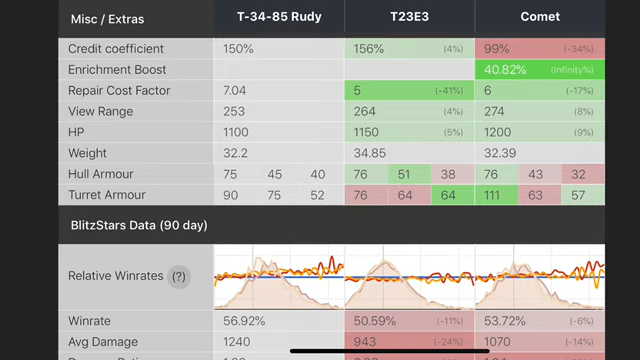 Misc / Extras T-34-85 Rudy T23E3 Comet
Credit coefficient 150% 156% (4%) 99% (-34%)
Enrichment Boost 40.82% (Infinity%)
Repair Cost Factor 7.04 5 (-41%) 6 (-17%)
View Range 253 264 (4%) 274 (8%)
HP 1100 1150 (5%) 1200 (9%)
Weight 32.2 34.85 32.39
Hull Armour 75 45 40 76 51 38 76 43 32
Turret Armour 90 75 52 76 64 64 111 63 57
BlitzStars Data (90 day)
Relative Winrates (?)
Winrate 56.92% 50.59% (-11%) 53.72% (-6%)
Avg Damage 1240 943 (-24%) 1070 (-14%)